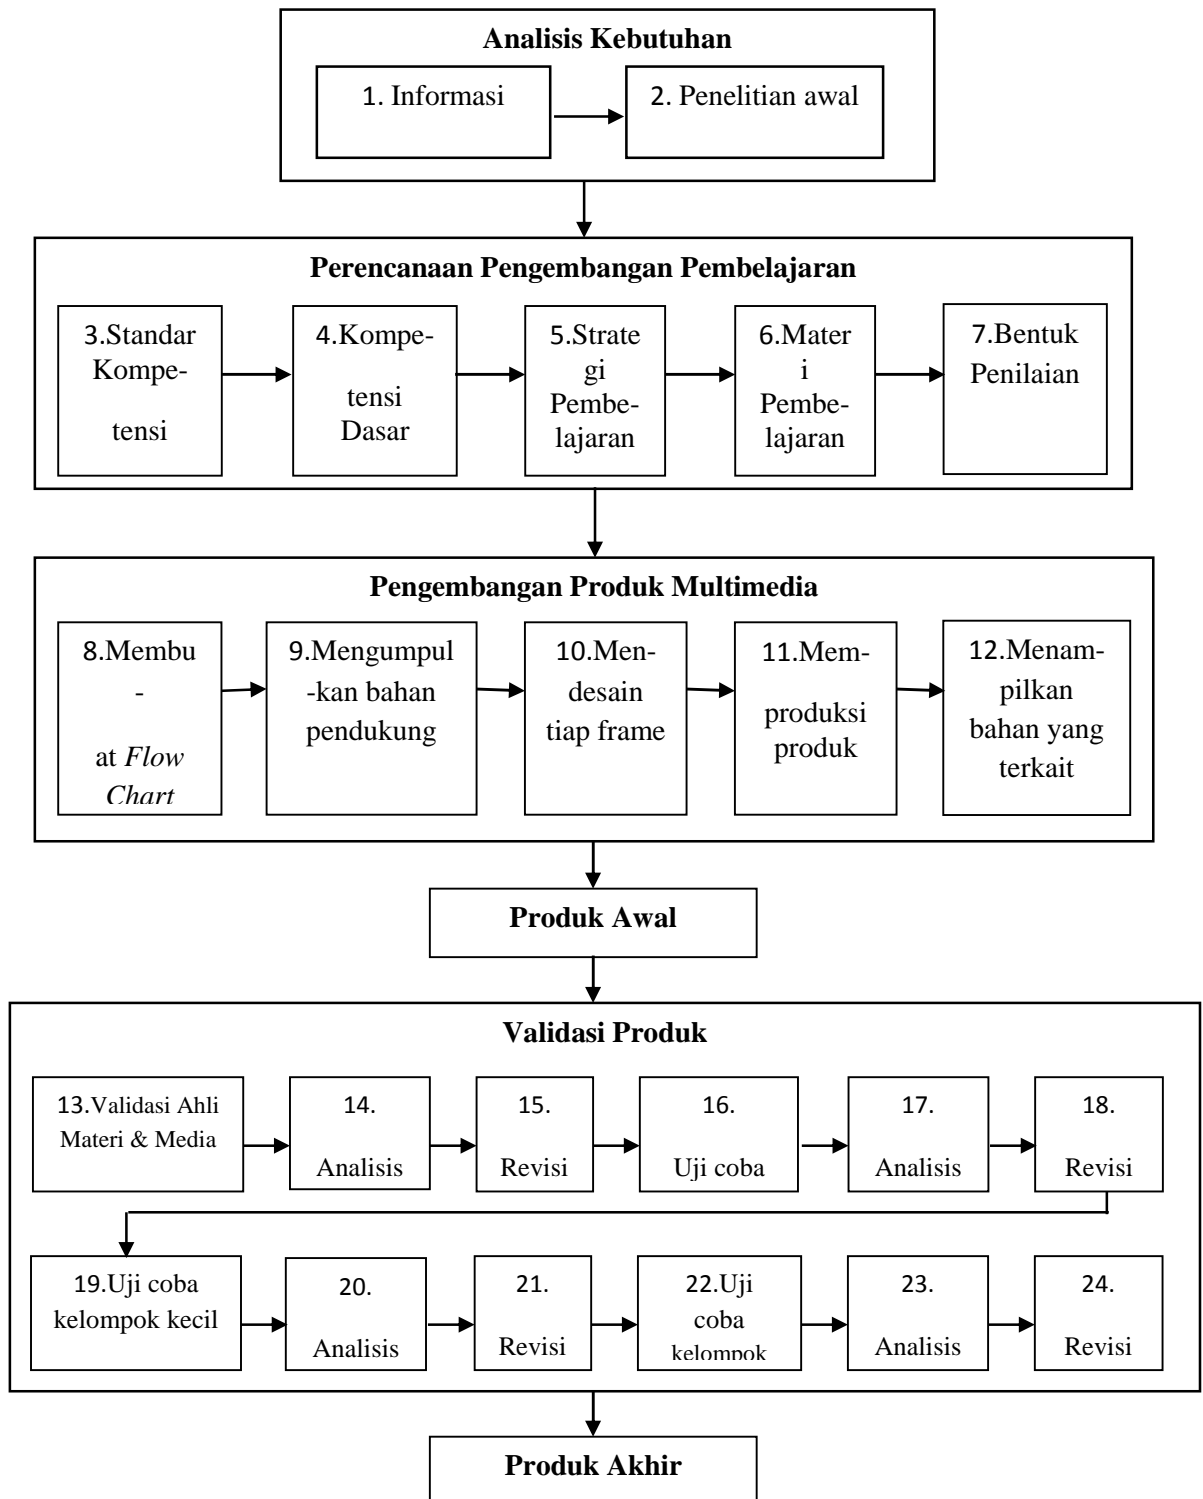 Analisis Kebutuhan
1. Informasi
2. Penelitian awal
Perencanaan Pengembangan Pembelajaran
3.Standar
Kompe-
tensi
4.Kompe-
tensi
Dasar
5.Strate
gi
Pembe-
lajaran
6.Mater
i
Pembe-
lajaran
7.Bentuk
Penilaian
Pengembangan Produk Multimedia
8.Membu
-
at Flow
Chart
9.Mengumpul
-kan bahan
pendukung
10.Men-
desain
tiap frame
11.Mem-
produksi
produk
12.Menam-
pilkan
bahan yang
terkait
Produk Awal
Validasi Produk
13.Validasi Ahli
Materi & Media
14.
Analisis
15.
Revisi
16.
Uji coba
17.
Analisis
18.
Revisi
19.Uji coba
kelompok kecil
20.
Analisis
21.
Revisi
22.Uji
coba
kelompok
23.
Analisis
24.
Revisi
Produk Akhir